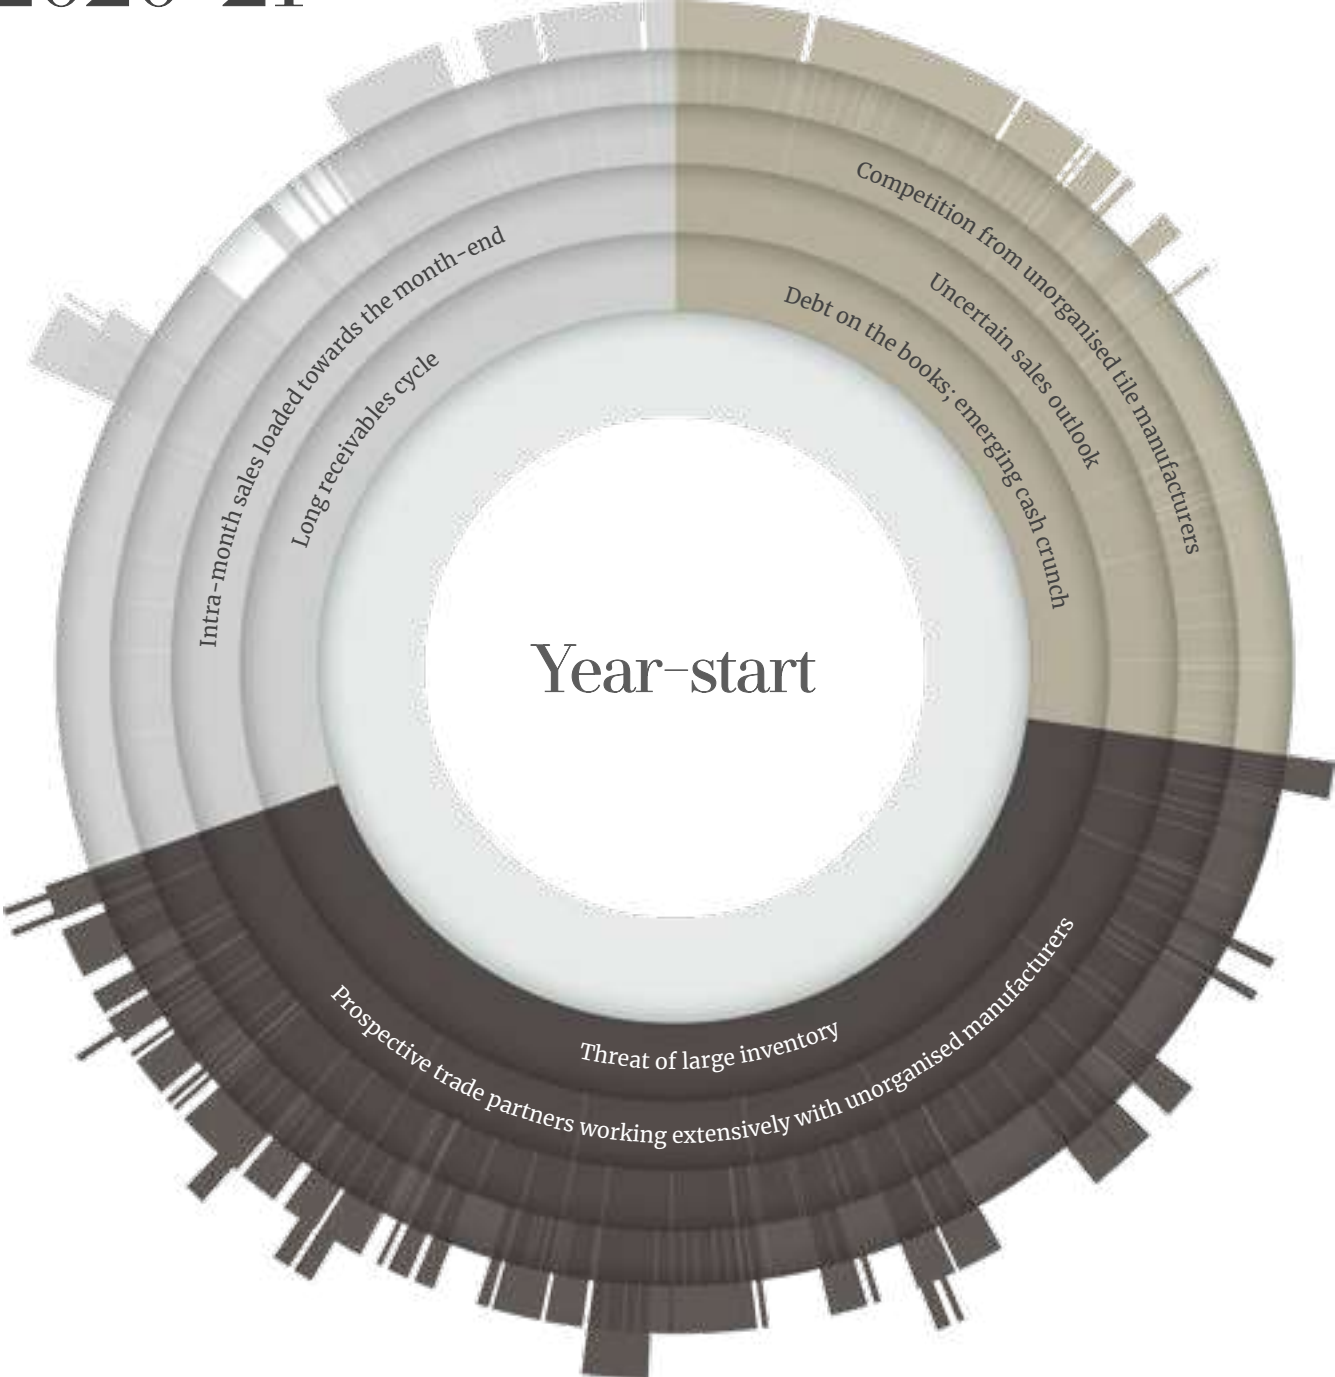 2020-21
Competition from unorganised tile manufacturers
Uncertain sales outlook
Debt on the books; emerging cash crunch
Intra-month sales loaded towards the month-end
Long receivables cycle
Year-start
Threat of large inventory
Prospective trade partners working extensively with unorganised manufacturers